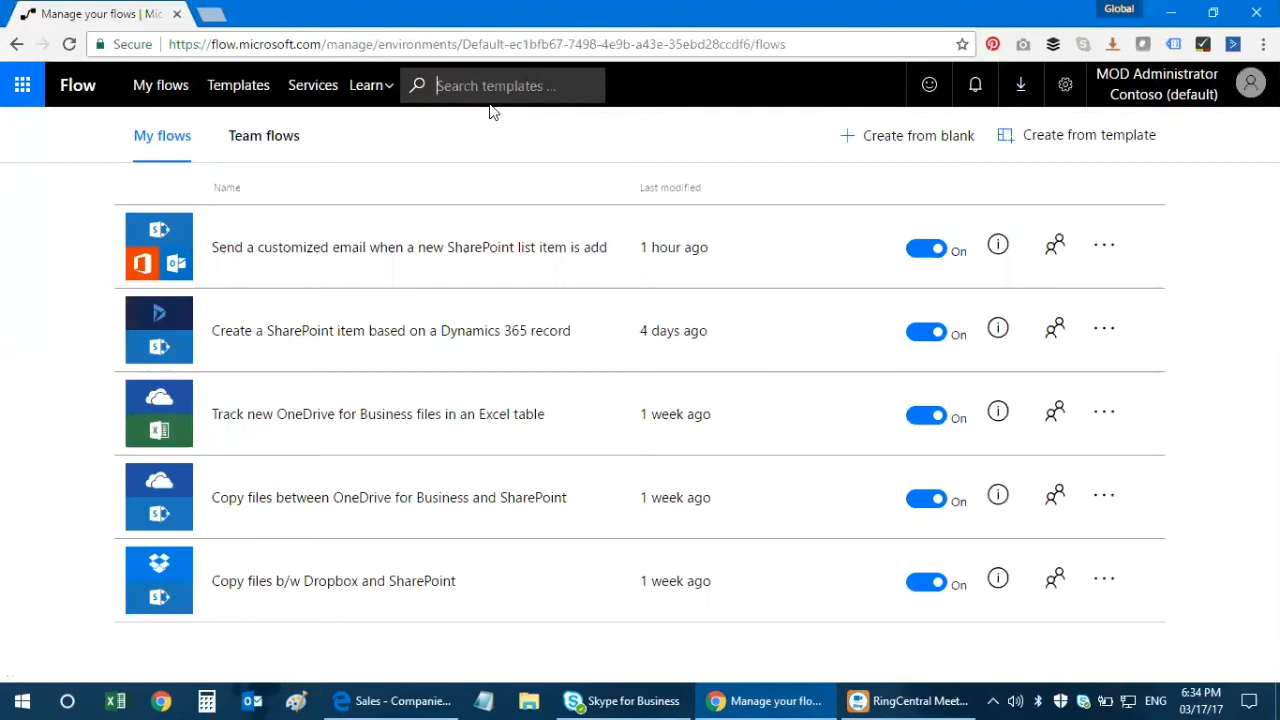 Global
Manage your flows | Mic
Secure
https://flow.microsoft.com/manage/environments/Default-ec1bfb67-7498-4e9b-a43e-35ebd28ccdf6/flows
Flow
My flows
Templates
Services
Learn
Search templates ...
MOD Administrator
Contoso (default)
My flows
Team flows
Create from blank
Create from template
Name
Last modified
Send a customized email when a new SharePoint list item is add
1 hour ago
On
Create a SharePoint item based on a Dynamics 365 record
4 days ago
On
Track new OneDrive for Business files in an Excel table
1 week ago
On
Copy files between OneDrive for Business and SharePoint
1 week ago
On
Copy files b/w Dropbox and SharePoint
1 week ago
On
Sales - Companie...
Skype for Business
Manage your flo...
RingCentral Meet...
ENG
6:34 PM
03/17/17